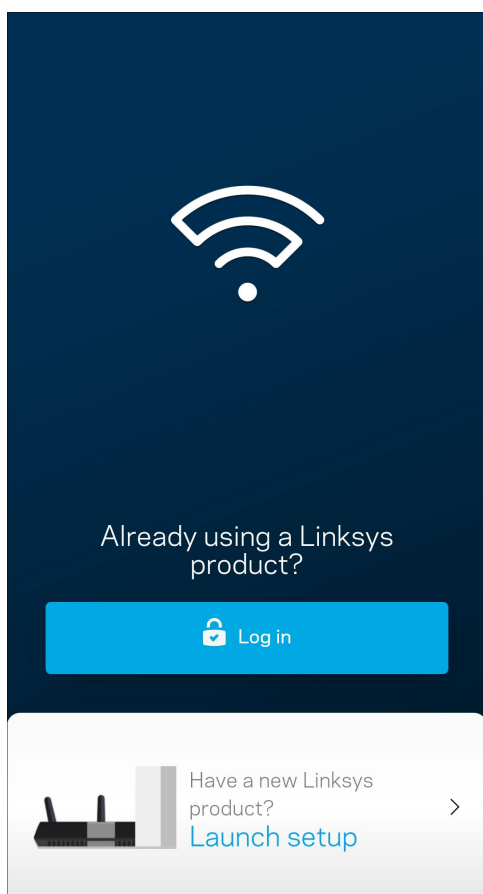 Already using a Linksys
product?
Log in
Have a new Linksys
product?
Launch setup